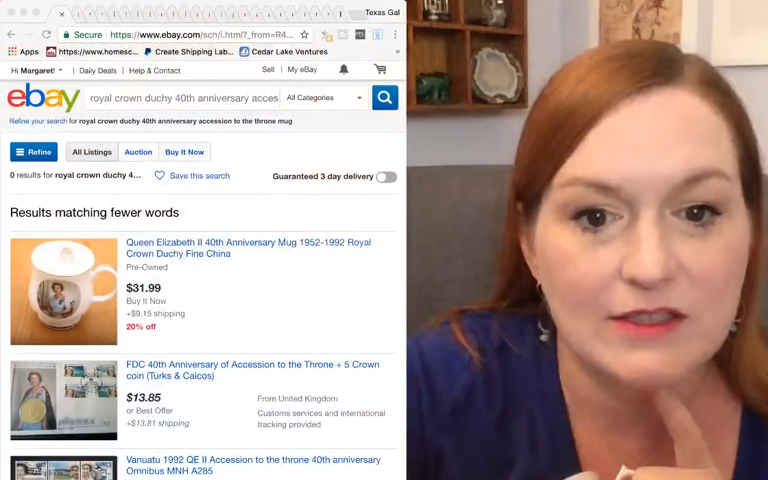 Texas Gal
Secure https://www.ebay.com/sch/i.html?_from=R4...
Apps https://www.homesc... Create Shipping Lab... Cedar Lake Ventures »
Hi Margaret! Daily Deals Help & Contact Sell My eBay
ebay royal crown duchy 40th anniversary acces All Categories
Refine your search for royal crown duchy 40th anniversary accession to the throne mug
Refine All Listings Auction Buy It Now
0 results for royal crown duchy 4... Save this search Guaranteed 3 day delivery
Results matching fewer words
Queen Elizabeth II 40th Anniversary Mug 1952-1992 Royal
Crown Duchy Fine China
Pre-Owned
$31.99
Buy It Now
+$9.15 shipping
20% off
FDC 40th Anniversary of Accession to the Throne + 5 Crown
coin (Turks & Caicos)
$13.85 From United Kingdom
or Best Offer Customs services and international
+$13.81 shipping tracking provided
Vanuatu 1992 QE II Accession to the throne 40th anniversary
Omnibus MNH A285